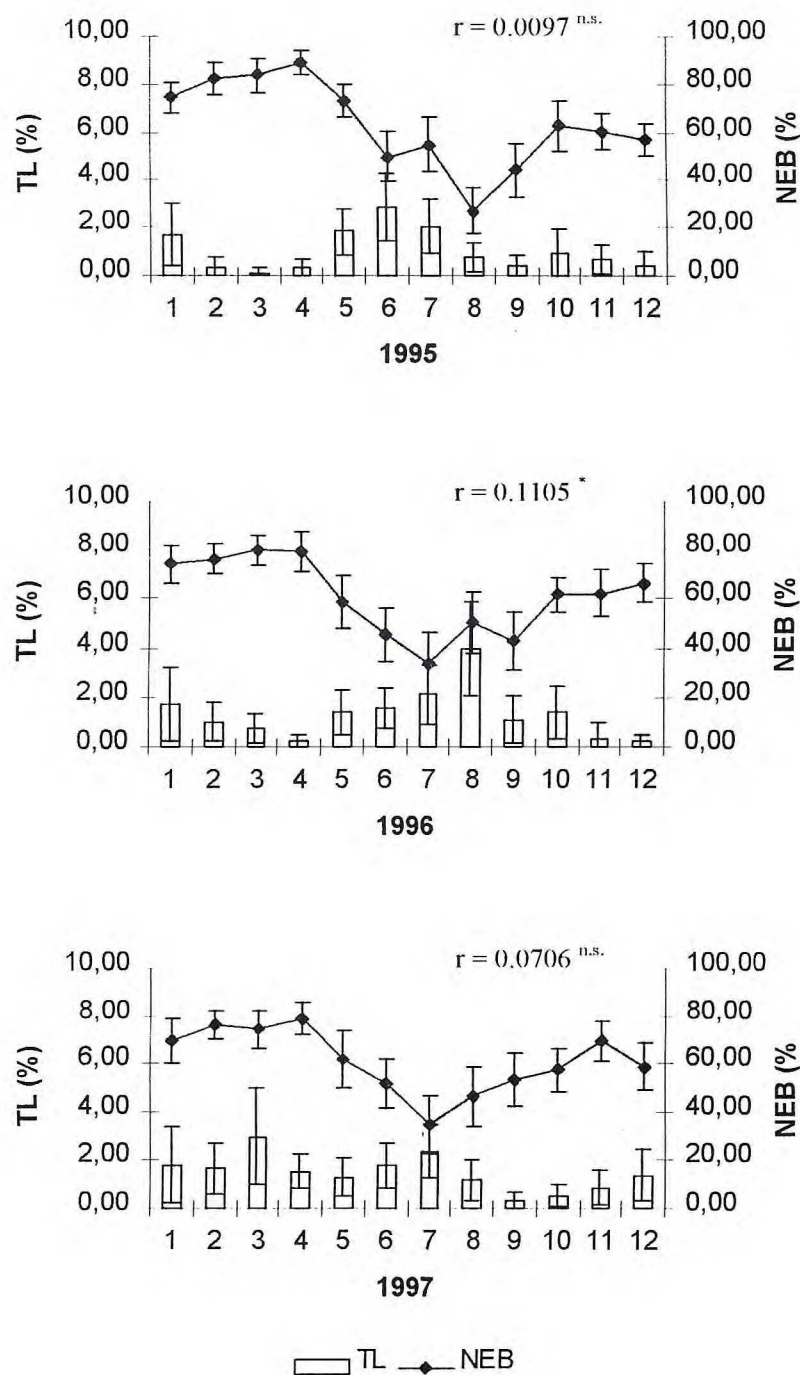 r = 0.0097 n.s.
10,00 100,00
8,00 80,00
6,00 60,00
4,00 40,00
2,00 20,00
0,00 0,00
TL (%) NEB (%)
1 2 3 4 5 6 7 8 9 10 11 12
1995
r = 0.1105 *
10,00 100,00
8,00 80,00
6,00 60,00
4,00 40,00
2,00 20,00
0,00 0,00
TL (%) NEB (%)
1 2 3 4 5 6 7 8 9 10 11 12
1996
r = 0.0706 n.s.
10,00 100,00
8,00 80,00
6,00 60,00
4,00 40,00
2,00 20,00
0,00 0,00
TL (%) NEB (%)
1 2 3 4 5 6 7 8 9 10 11 12
1997
TL NEB